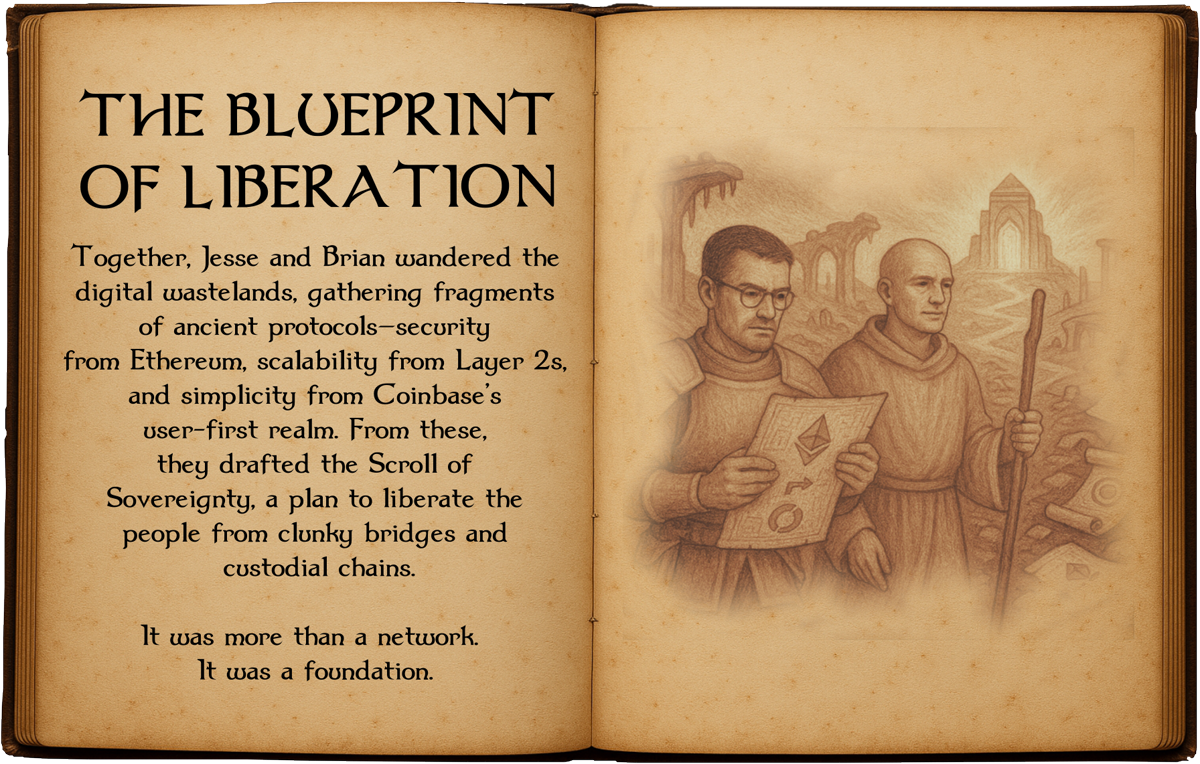 THE BLUEPRINT
OF LIBERATION
Together, Jesse and Brian wandered the
digital wastelands, gathering fragments
of ancient protocols—security
from Ethereum, scalability from Layer 2s,
and simplicity from Coinbase's
user-first realm. From these,
they drafted the Scroll of
Sovereignty, a plan to liberate the
people from clunky bridges and
custodial chains.
It was more than a network.
It was a foundation.